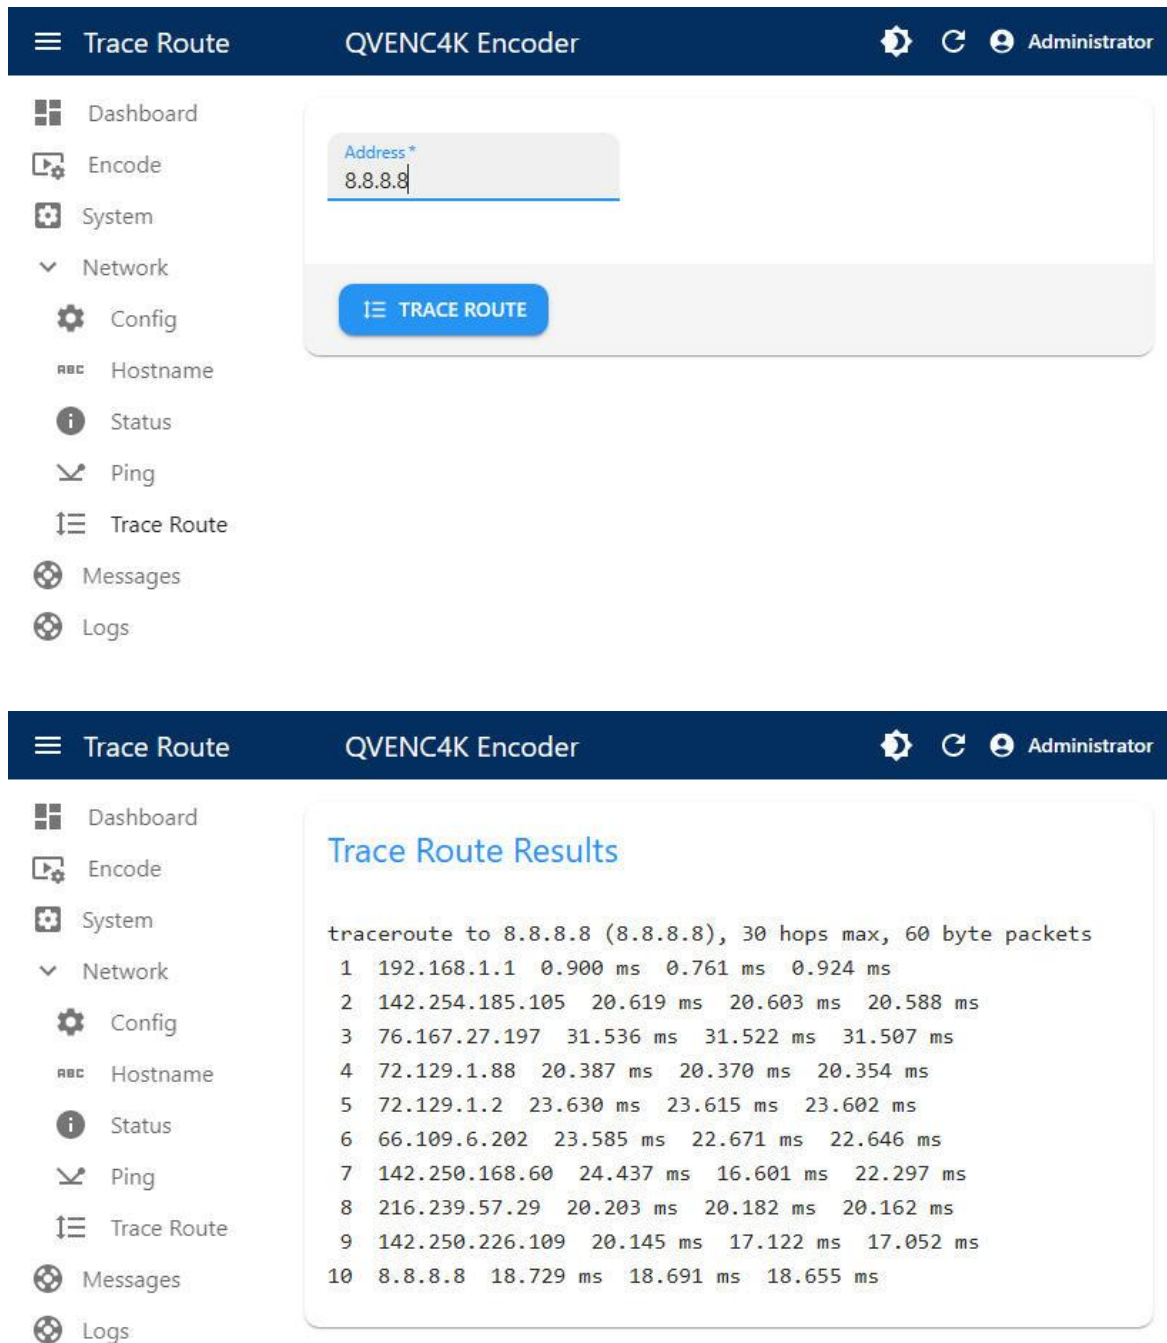 Trace Route QVENC4K Encoder Administrator
Dashboard
Encode
System
Network
Config
ABC Hostname
Status
Ping
Trace Route
Messages
Logs
Address *
8.8.8.8
TRACE ROUTE
Trace Route QVENC4K Encoder Administrator
Dashboard
Encode
System
Network
Config
ABC Hostname
Status
Ping
Trace Route
Messages
Logs
Trace Route Results
traceroute to 8.8.8.8 (8.8.8.8), 30 hops max, 60 byte packets
1 192.168.1.1 0.900 ms 0.761 ms 0.924 ms
2 142.254.185.105 20.619 ms 20.603 ms 20.588 ms
3 76.167.27.197 31.536 ms 31.522 ms 31.507 ms
4 72.129.1.88 20.387 ms 20.370 ms 20.354 ms
5 72.129.1.2 23.630 ms 23.615 ms 23.602 ms
6 66.109.6.202 23.585 ms 22.671 ms 22.646 ms
7 142.250.168.60 24.437 ms 16.601 ms 22.297 ms
8 216.239.57.29 20.203 ms 20.182 ms 20.162 ms
9 142.250.226.109 20.145 ms 17.122 ms 17.052 ms
10 8.8.8.8 18.729 ms 18.691 ms 18.655 ms